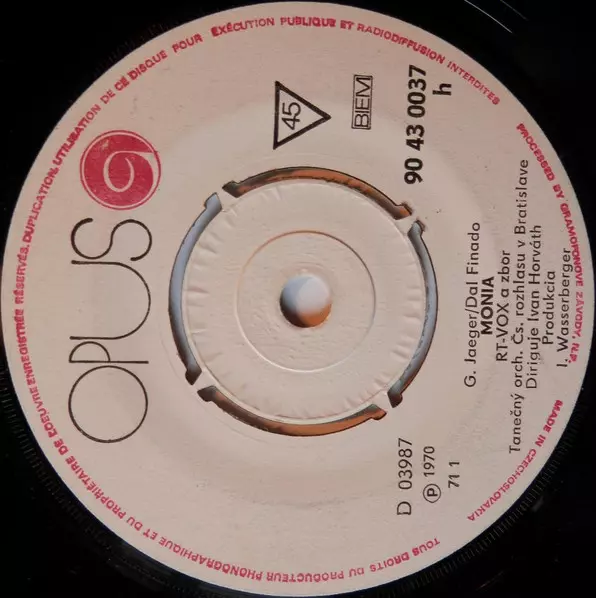 OPUS
45
BIEM
90 43 0037
h
G. Jaeger/Dal Finado
MONIA
RT-VOX a zbor
Tanečný orch. Čs. rozhlasu v Bratislave
Diriguje Ivan Horváth
Produkcia
I. Wasserberger
D 03987
Ⓟ 1970
71 1
TOUS DROITS DU PRODUCTEUR PHONOGRAPHIQUE ET DU PROPRIÉTAIRE DE L'OEUVRE ENREGISTRÉE RÉSERVÉS. DUPLICATION, UTILISATION DE CE DISQUE POUR EXÉCUTION PUBLIQUE ET RADIODIFFUSION INTERDITES
PROCESSED BY GRAMOFONOVÉ ZÁVODY, N.P.
MADE IN CZECHOSLOVAKIA